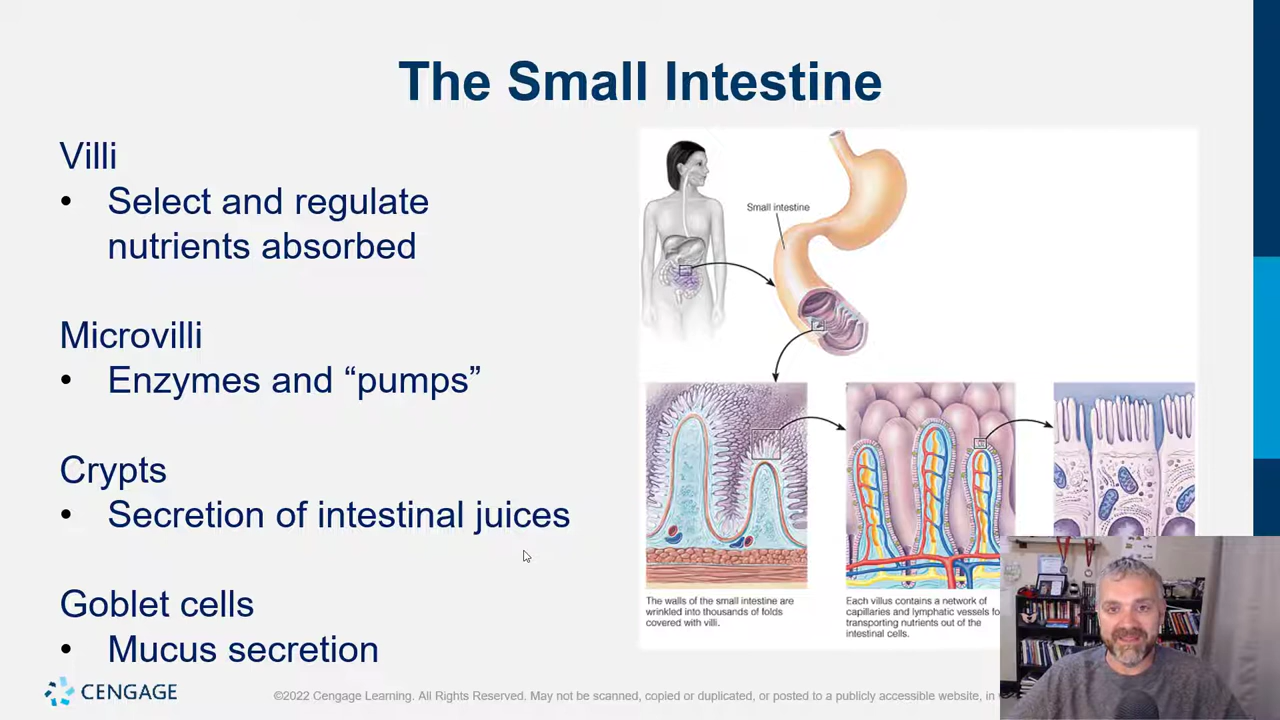 The Small Intestine
Villi
• Select and regulate
nutrients absorbed
Microvilli
• Enzymes and “pumps”
Crypts
• Secretion of intestinal juices
Goblet cells
• Mucus secretion
Small intestine
The walls of the small intestine are
wrinkled into thousands of folds
covered with villi.
Each villus contains a network of
capillaries and lymphatic vessels fo
transporting nutrients out of the
intestinal cells.
CENGAGE
©2022 Cengage Learning. All Rights Reserved. May not be scanned, copied or duplicated, or posted to a publicly accessible website, in